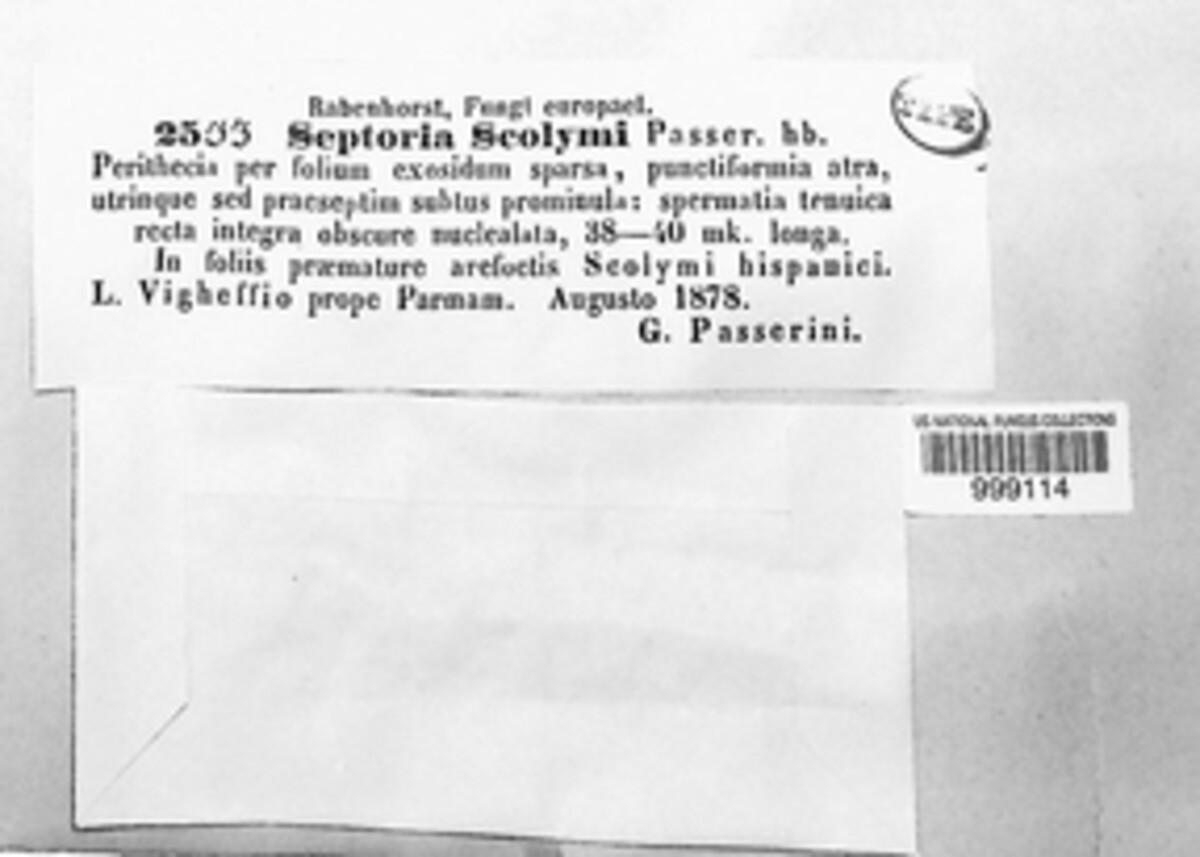 Rabenhorst, Fungi europaei.
2553 Septoria Scolymi Passer. hb.
Perithecia per folium exosidum sparsa, punctiformia atra,
utrinque sed praeseptim subtus prominula: spermatia tenuica
recta integra obscure nuclealata, 38—40 mk. longa.
In foliis præmature arefoctis Scolymi hispanici.
L. Vigheffio prope Parmam. Augusto 1878.
G. Passerini.
US NATIONAL FUNGUS COLLECTIONS
999114